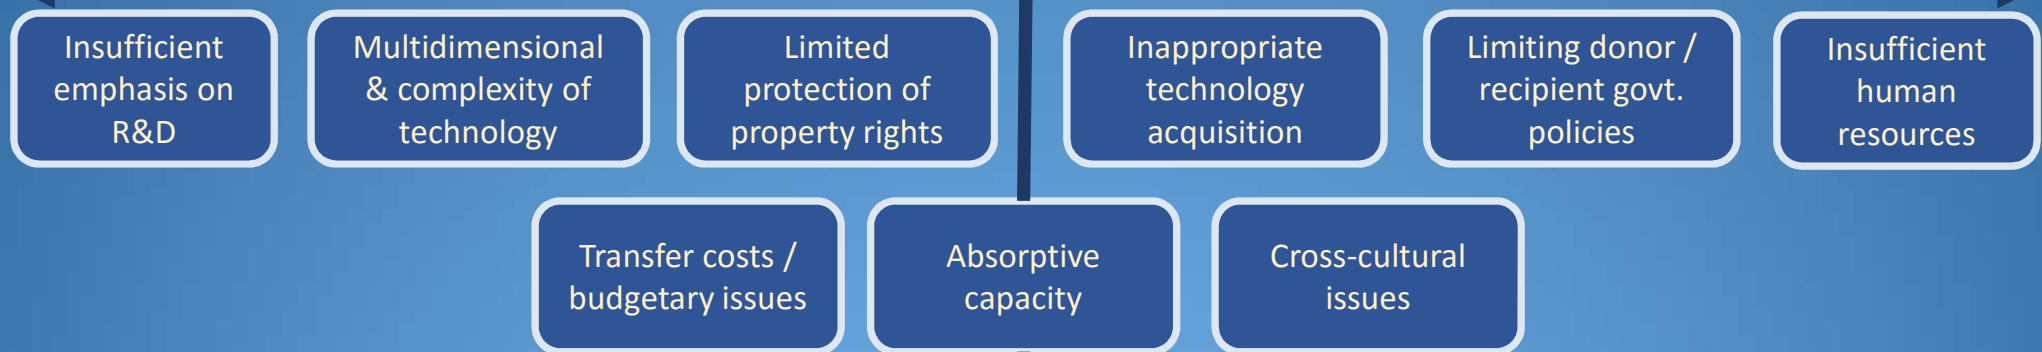 Insufficient
emphasis on
R&D
Multidimensional
& complexity of
technology
Limited
protection of
property rights
Inappropriate
technology
acquisition
Limiting donor /
recipient govt.
policies
Insufficient
human
resources
Transfer costs /
budgetary issues
Absorptive
capacity
Cross-cultural
issues